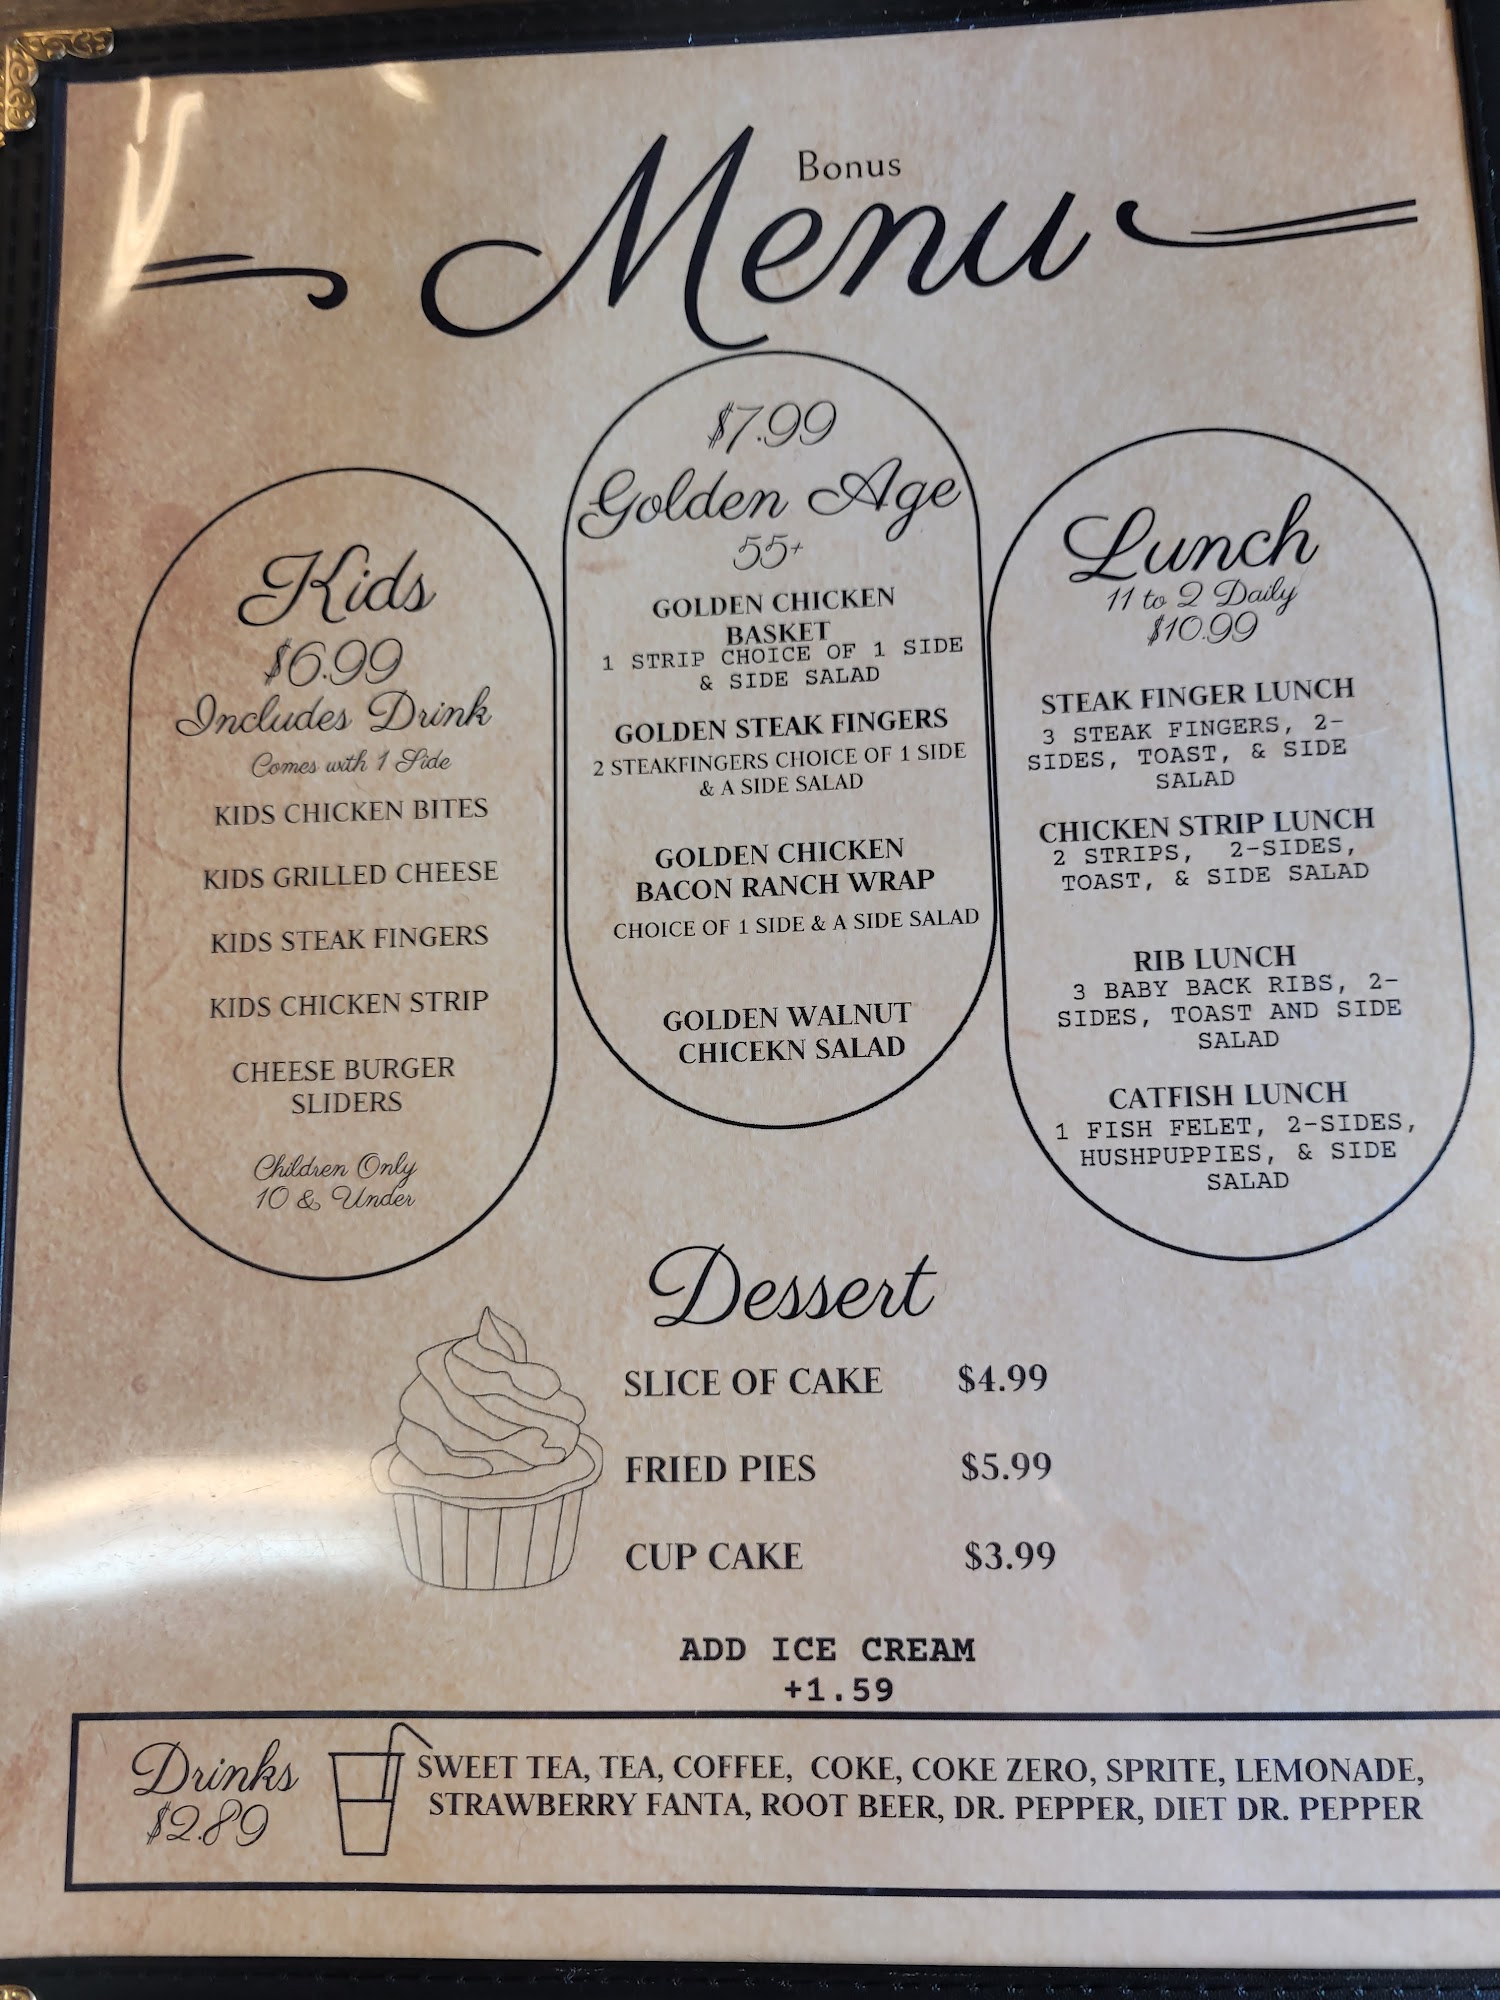 Bonus
Menu
Kids
$6.99
Includes Drink
Comes with 1 Side
KIDS CHICKEN BITES
KIDS GRILLED CHEESE
KIDS STEAK FINGERS
KIDS CHICKEN STRIP
CHEESE BURGER
SLIDERS
Children Only
10 & Under
$7.99
Golden Age
55+
GOLDEN CHICKEN
BASKET
1 STRIP CHOICE OF 1 SIDE
& SIDE SALAD
GOLDEN STEAK FINGERS
2 STEAKFINGERS CHOICE OF 1 SIDE
& A SIDE SALAD
GOLDEN CHICKEN
BACON RANCH WRAP
CHOICE OF 1 SIDE & A SIDE SALAD
GOLDEN WALNUT
CHICEKN SALAD
Lunch
11 to 2 Daily
$10.99
STEAK FINGER LUNCH
3 STEAK FINGERS, 2-
SIDES, TOAST, & SIDE
SALAD
CHICKEN STRIP LUNCH
2 STRIPS, 2-SIDES,
TOAST, & SIDE SALAD
RIB LUNCH
3 BABY BACK RIBS, 2-
SIDES, TOAST AND SIDE
SALAD
CATFISH LUNCH
1 FISH FELET, 2-SIDES,
HUSHPUPPIES, & SIDE
SALAD
Dessert
SLICE OF CAKE $4.99
FRIED PIES $5.99
CUP CAKE $3.99
ADD ICE CREAM
+1.59
Drinks
$2.89
SWEET TEA, TEA, COFFEE, COKE, COKE ZERO, SPRITE, LEMONADE,
STRAWBERRY FANTA, ROOT BEER, DR. PEPPER, DIET DR. PEPPER